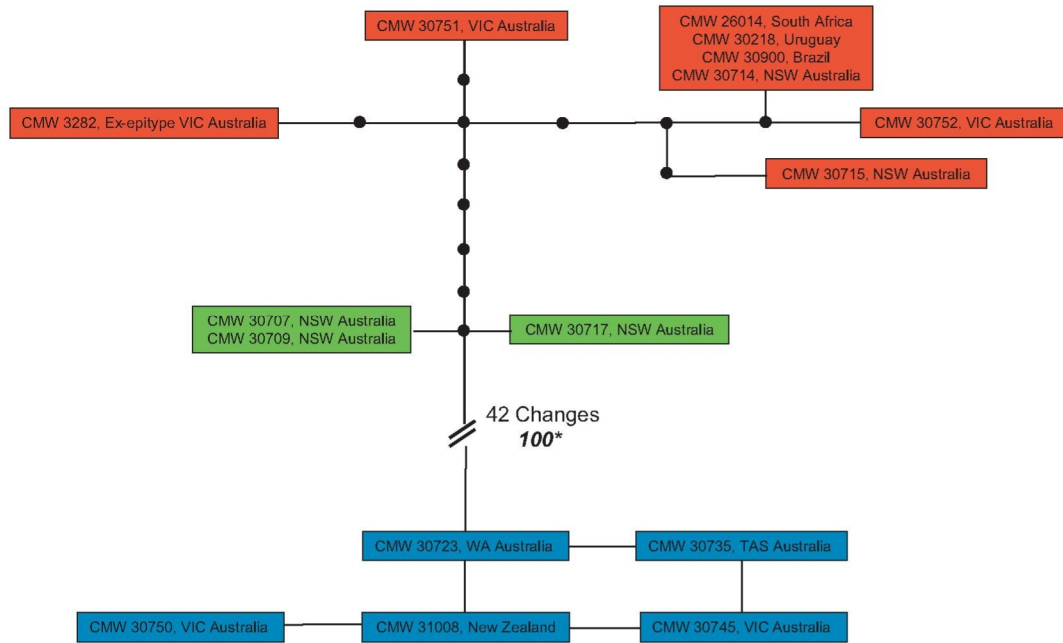 CMW 30751, VIC Australia
CMW 26014, South Africa
CMW 30218, Uruguay
CMW 30900, Brazil
CMW 30714, NSW Australia
CMW 3282, Ex-epitype VIC Australia
CMW 30752, VIC Australia
CMW 30715, NSW Australia
CMW 30707, NSW Australia
CMW 30709, NSW Australia
CMW 30717, NSW Australia
42 Changes
100*
CMW 30723, WA Australia
CMW 30735, TAS Australia
CMW 30750, VIC Australia
CMW 31008, New Zealand
CMW 30745, VIC Australia